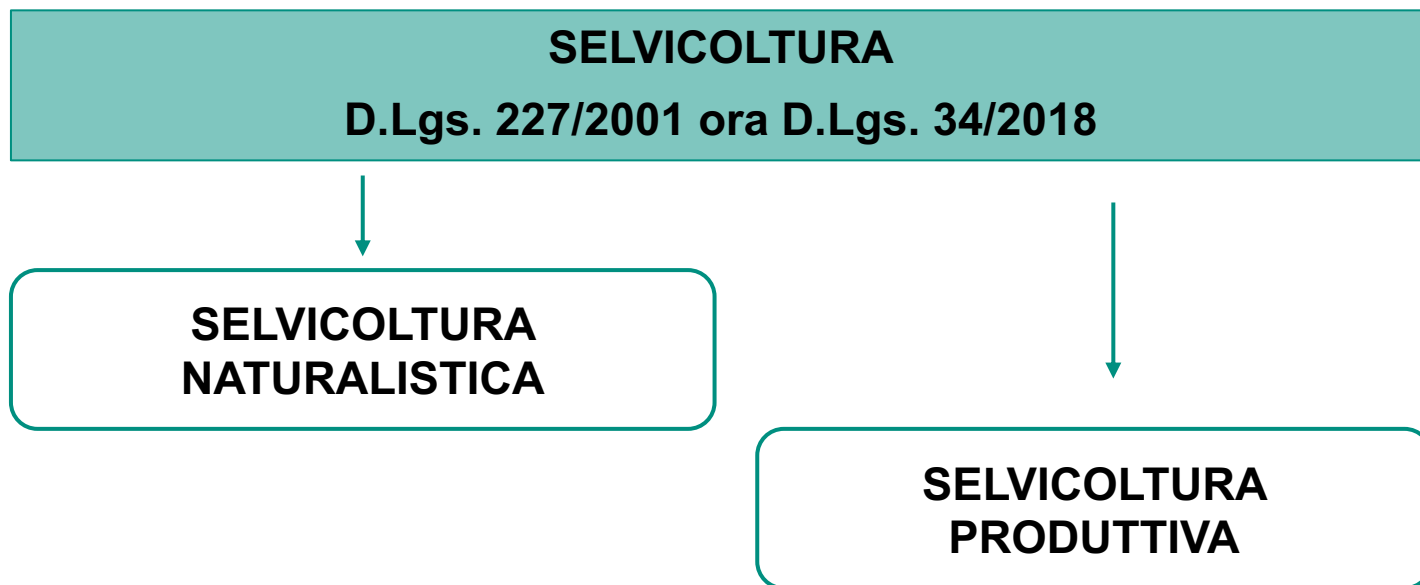 SELVICOLTURA
D.Lgs. 227/2001 ora D.Lgs. 34/2018
SELVICOLTURA
NATURALISTICA
SELVICOLTURA
PRODUTTIVA